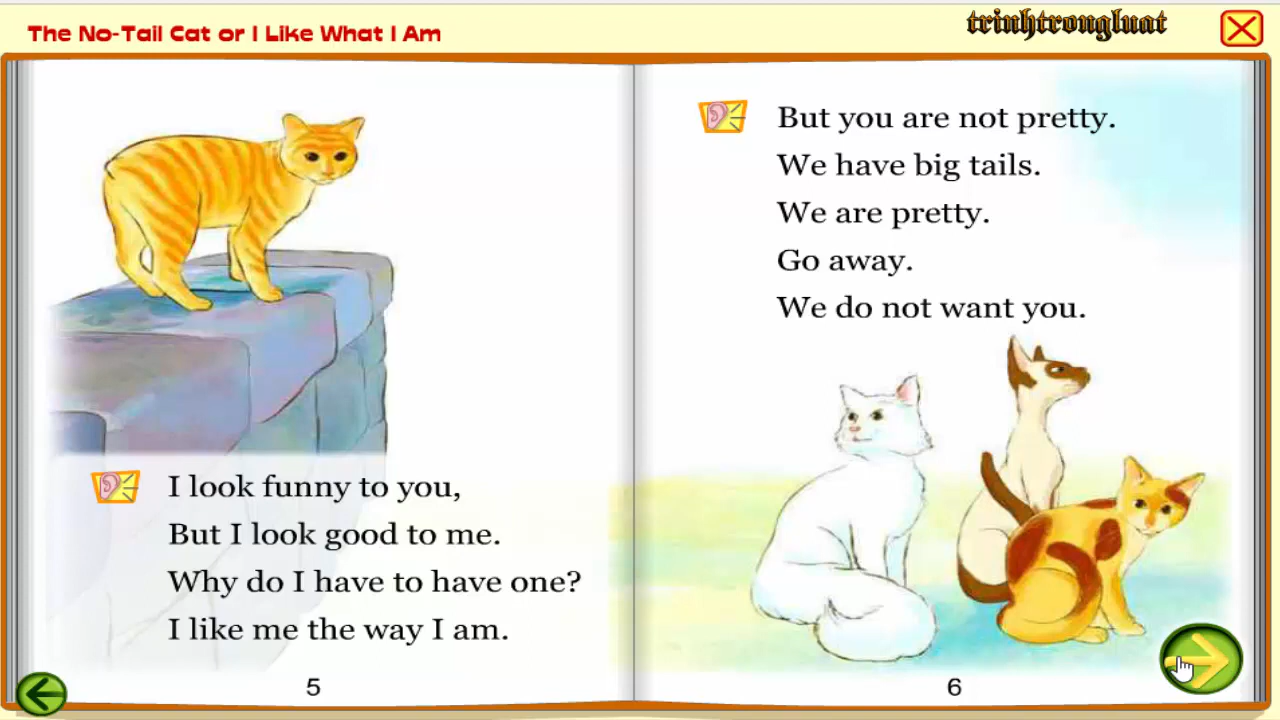 The No-Tail Cat or I Like What I Am
trinhtrongluat
I look funny to you,
But I look good to me.
Why do I have to have one?
I like me the way I am.
5
But you are not pretty.
We have big tails.
We are pretty.
Go away.
We do not want you.
6